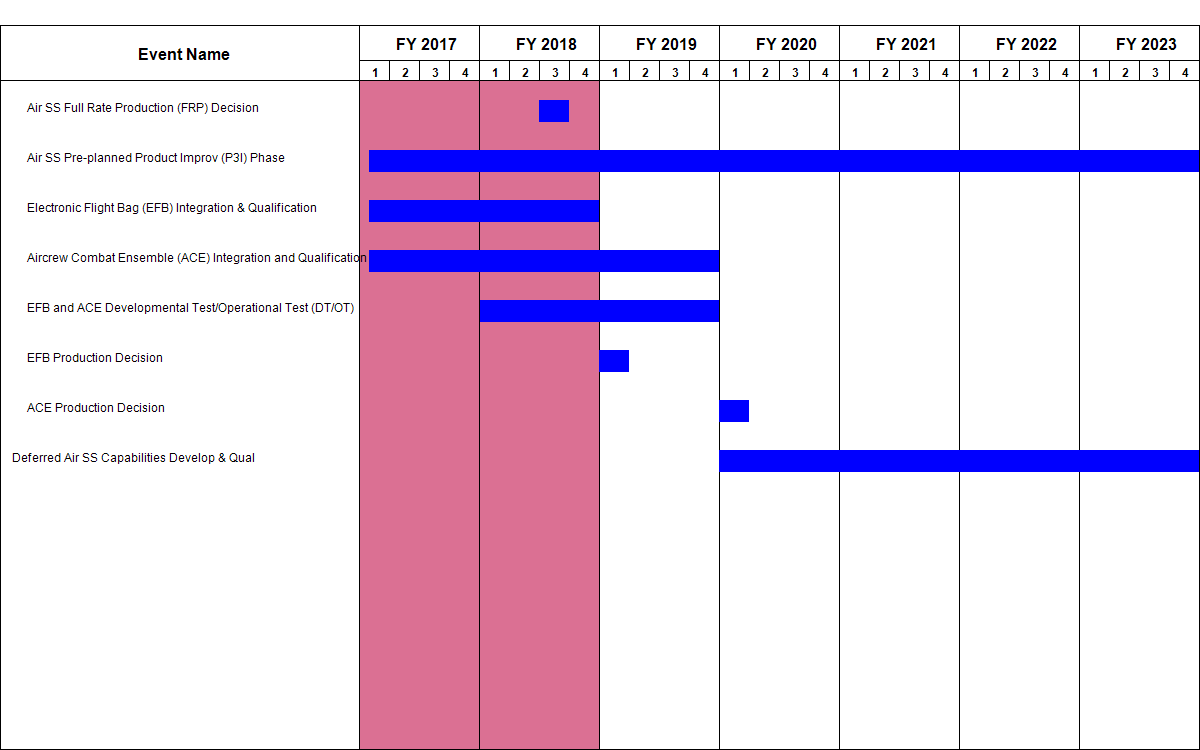 Event Name
FY 2017 FY 2018 FY 2019 FY 2020 FY 2021 FY 2022 FY 2023
1 2 3 4 1 2 3 4 1 2 3 4 1 2 3 4 1 2 3 4 1 2 3 4 1 2 3 4
Air SS Full Rate Production (FRP) Decision
Air SS Pre-planned Product Improv (P3I) Phase
Electronic Flight Bag (EFB) Integration & Qualification
Aircrew Combat Ensemble (ACE) Integration and Qualification
EFB and ACE Developmental Test/Operational Test (DT/OT)
EFB Production Decision
ACE Production Decision
Deferred Air SS Capabilities Develop & Qual